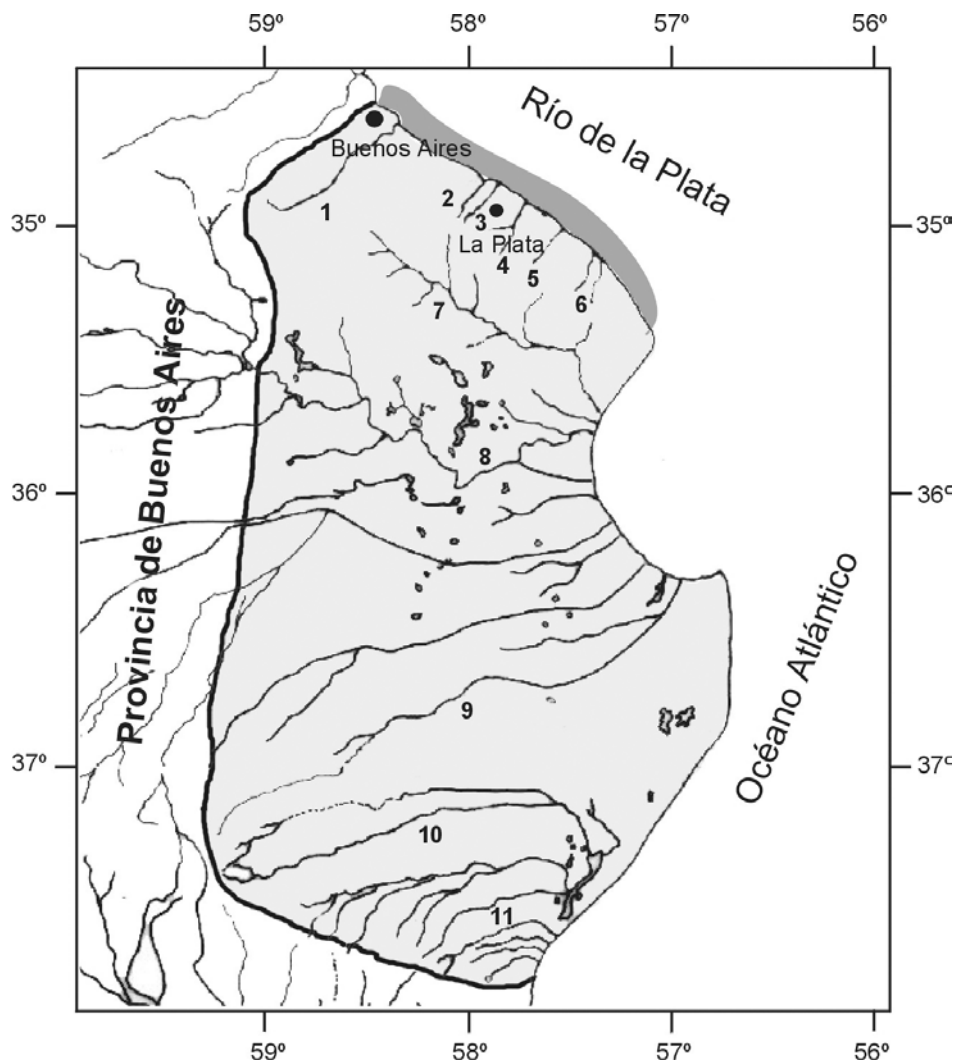 59º 58º 57º 56º
Río de la Plata
Buenos Aires
1
2
3
La Plata
4
5
6
7
35º 35º
Provincia de Buenos Aires
8
36º 36º
Océano Atlántico
9
37º 37º
10
11
59º 58º 57º 56º